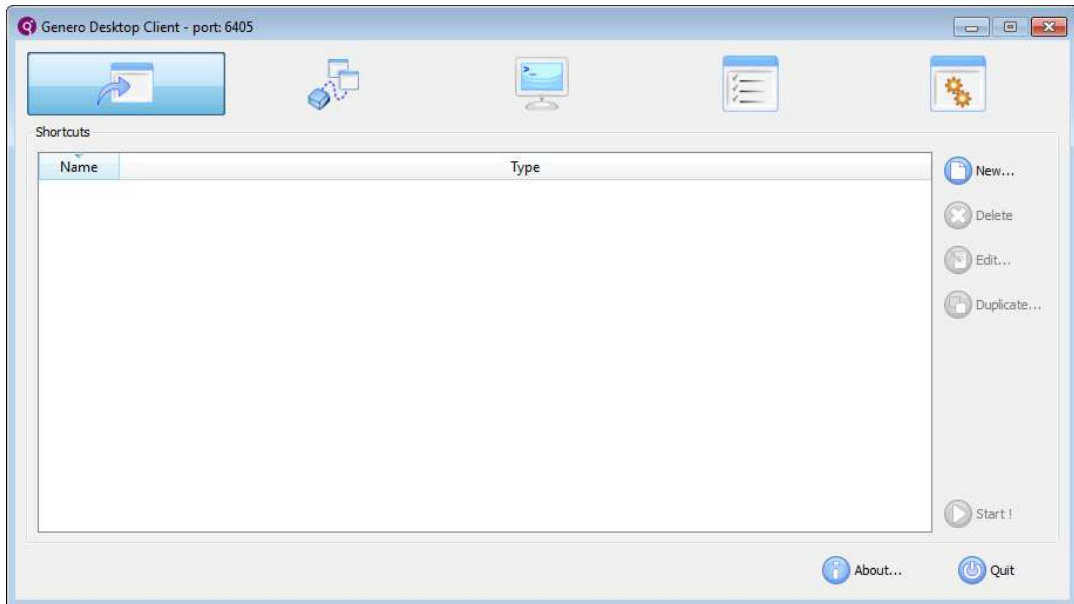 Genero Desktop Client - port: 6405
Shortcuts
Name Type
New...
Delete
Edit...
Duplicate...
Start !
About... Quit